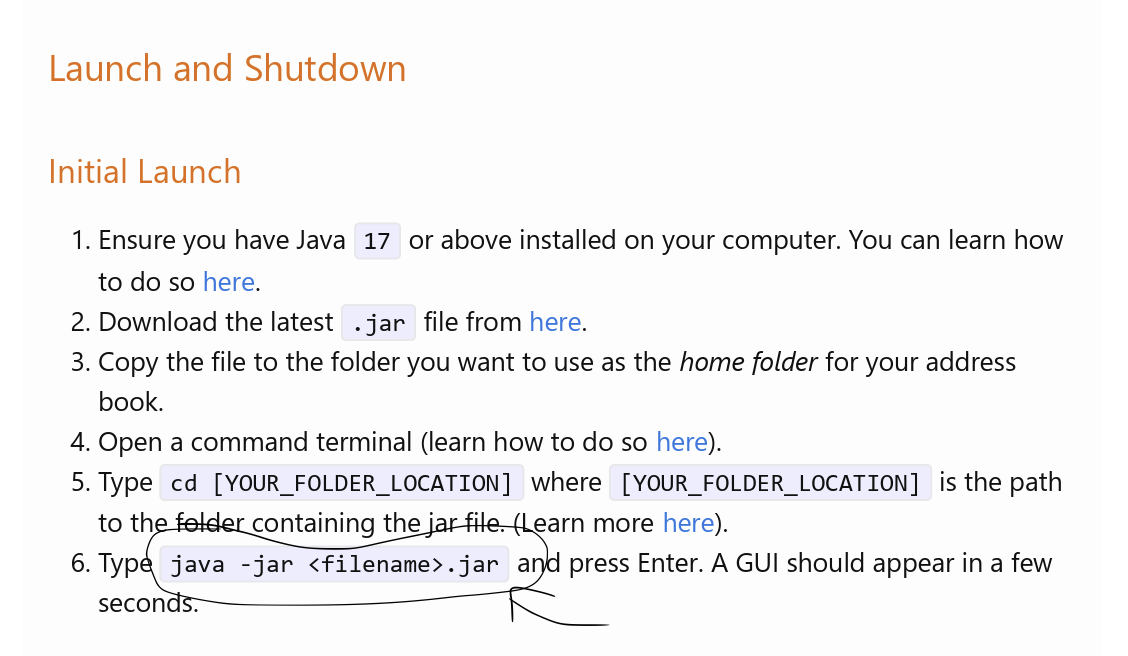 Launch and Shutdown
Initial Launch
1. Ensure you have Java 17 or above installed on your computer. You can learn how
to do so here.
2. Download the latest .jar file from here.
3. Copy the file to the folder you want to use as the home folder for your address
book.
4. Open a command terminal (learn how to do so here).
5. Type cd [YOUR_FOLDER_LOCATION] where [YOUR_FOLDER_LOCATION] is the path
to the folder containing the jar file. (Learn more here).
6. Type java -jar <filename>.jar and press Enter. A GUI should appear in a few
seconds.